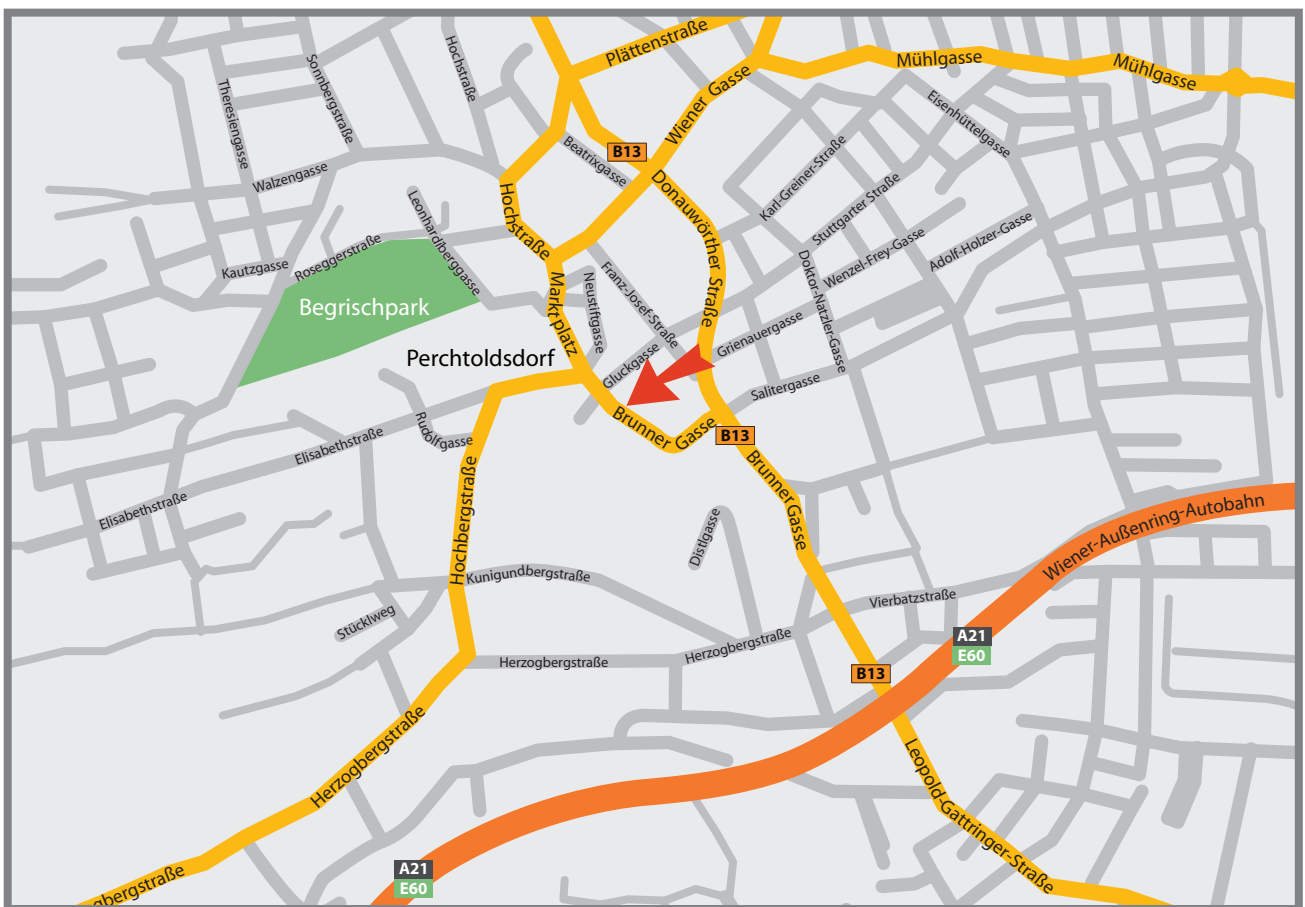 Plättenstraße
Mühlgasse
Mühlgasse
Hochstraße
Sonnbergstraße
Theresiengasse
Wiener Gasse
Eisenhüttelgasse
B13
Beatrixgasse
Walzengasse
Karl-Greiner-Straße
Donauwörther Straße
Hochstraße
Leonhardiberggasse
Stuttgarter Straße
Roseggerstraße
Kautzgasse
Wenzel-Frey-Gasse
Adolf-Holzer-Gasse
Doktor-Natzler-Gasse
Franz-Josef-Straße
Neustiftgasse
Marktplatz
Begrischpark
Grienauergasse
Perchtoldsdorf
Gluckgasse
Salitergasse
Brunner Gasse
B13
Rudolfgasse
Elisabethstraße
Brunner Gasse
Elisabethstraße
Hochbergstraße
Distlgasse
Wiener-Außenring-Autobahn
Kunigundbergstraße
Vierbatzstraße
Stücklweg
A21
E60
Herzogbergstraße
Herzogbergstraße
B13
Herzogbergstraße
Leopold-Gattringer-Straße
A21
E60
gbergstraße